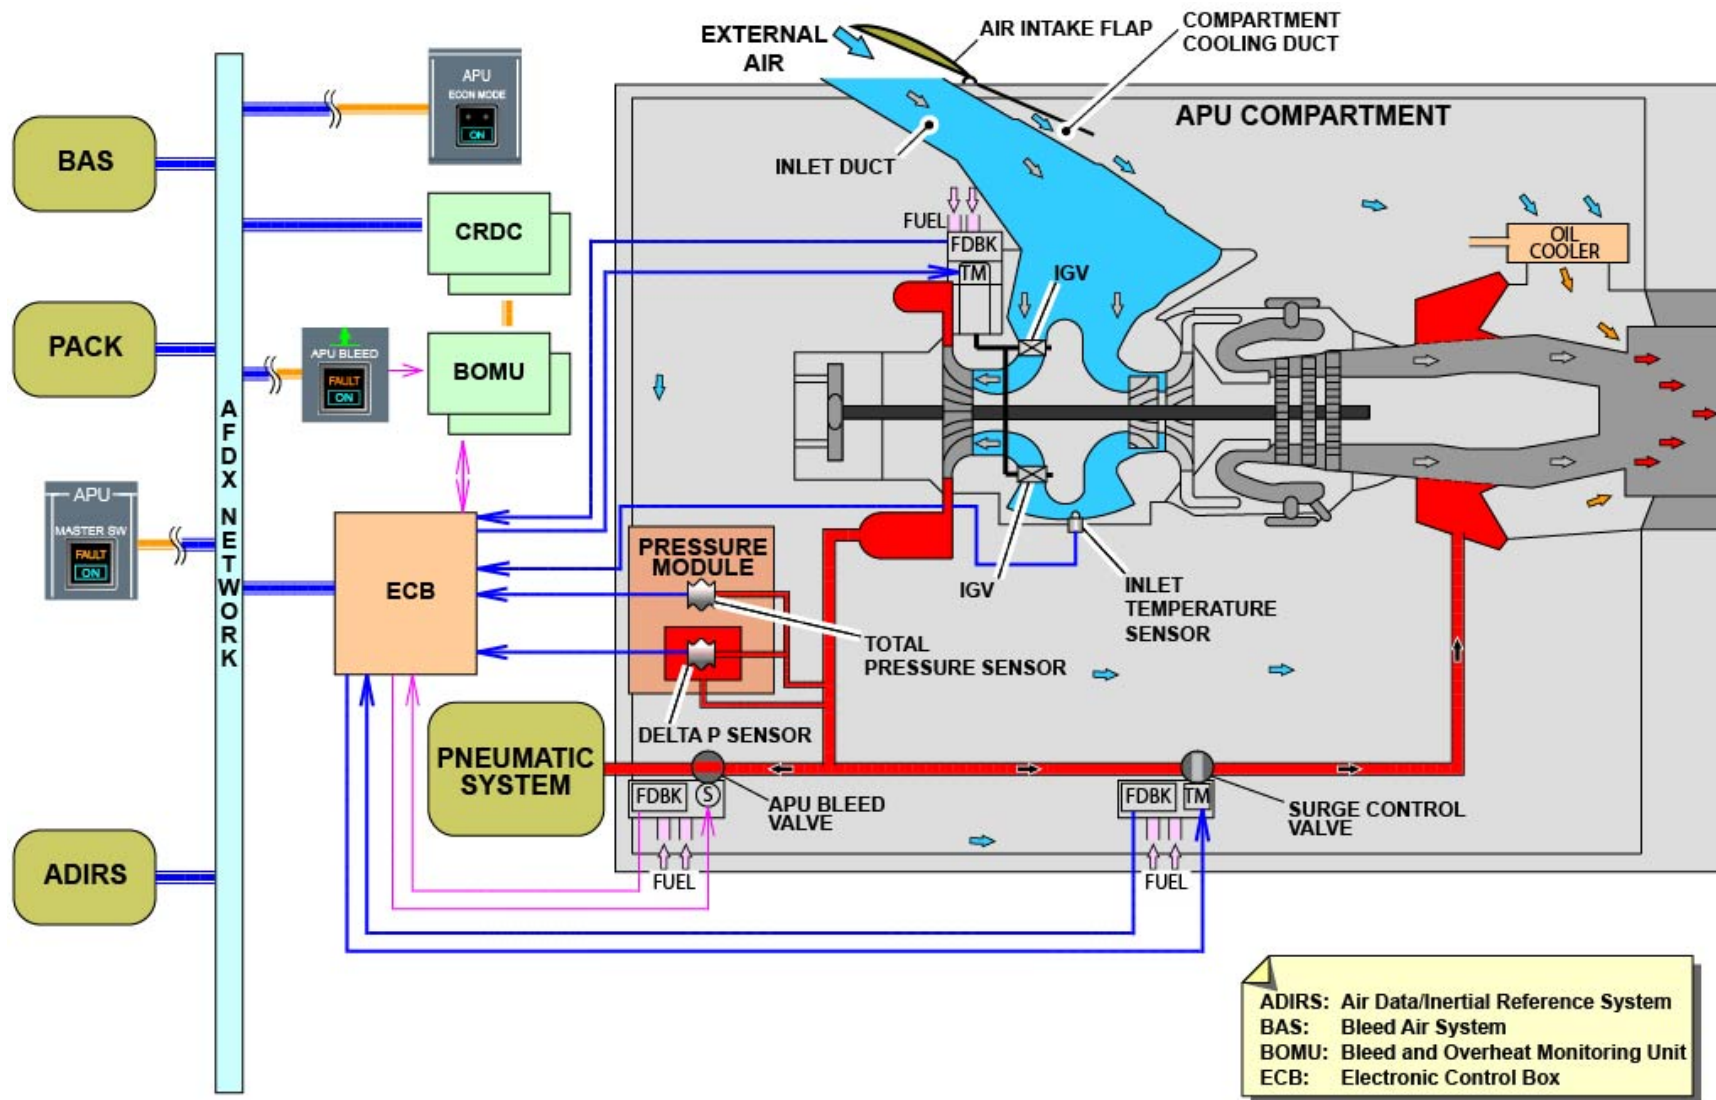 EXTERNAL
AIR
AIR INTAKE FLAP
COMPARTMENT
COOLING DUCT
APU COMPARTMENT
INLET DUCT
APU
ECON MODE
ON
BAS
CRDC
FUEL
FDBK
TM
IGV
OIL
COOLER
PACK
APU BLEED
FAULT
ON
BOMU
AFDX NETWORK
APU
MASTER SW
FAULT
ON
ECB
PRESSURE
MODULE
IGV
INLET
TEMPERATURE
SENSOR
TOTAL
PRESSURE SENSOR
DELTA P SENSOR
PNEUMATIC
SYSTEM
FDBK
S
APU BLEED
VALVE
FUEL
FDBK
TM
SURGE CONTROL
VALVE
FUEL
ADIRS
ADIRS: Air Data/Inertial Reference System
BAS: Bleed Air System
BOMU: Bleed and Overheat Monitoring Unit
ECB: Electronic Control Box